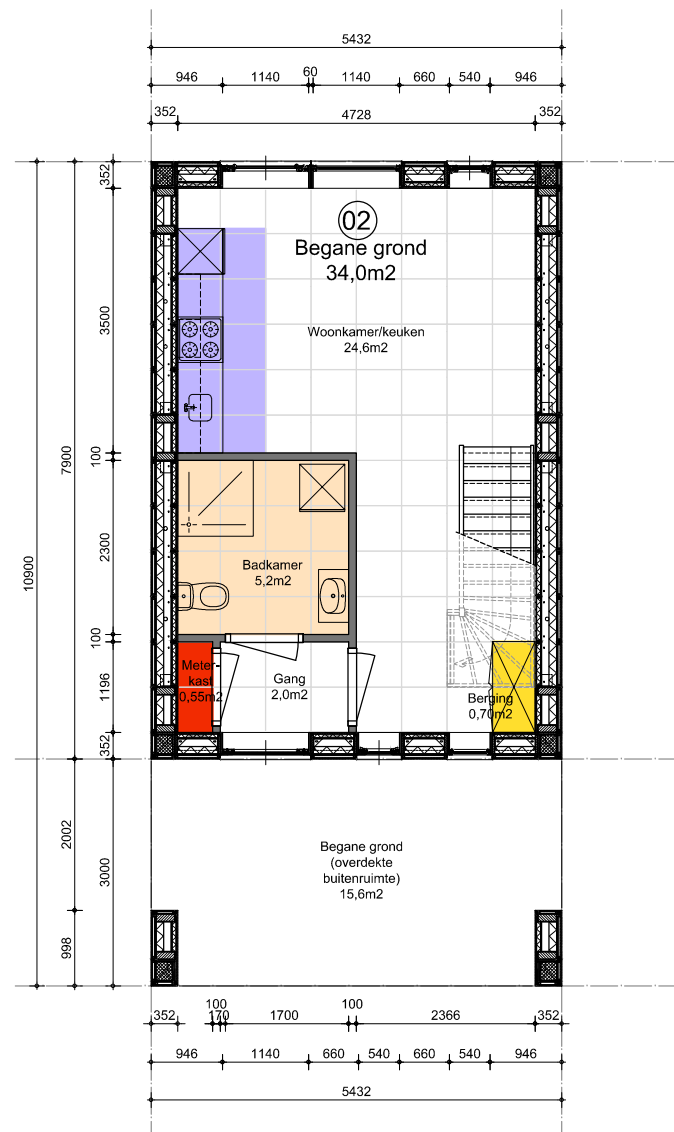 5432
946 1140 60 1140 660 540 946
352 4728 352
352
3500
100
2300
100
1196
352
7900
10900
2002
998
3000
02
Begane grond
34,0m2
Woonkamer/keuken
24,6m2
Badkamer
5,2m2
Meter-
kast
0,55m2
Gang
2,0m2
Berging
0,70m2
Begane grond
(overdekte
buitenruimte)
15,6m2
100 100
352 170 1700 2366 352
946 1140 660 540 660 540 946
5432